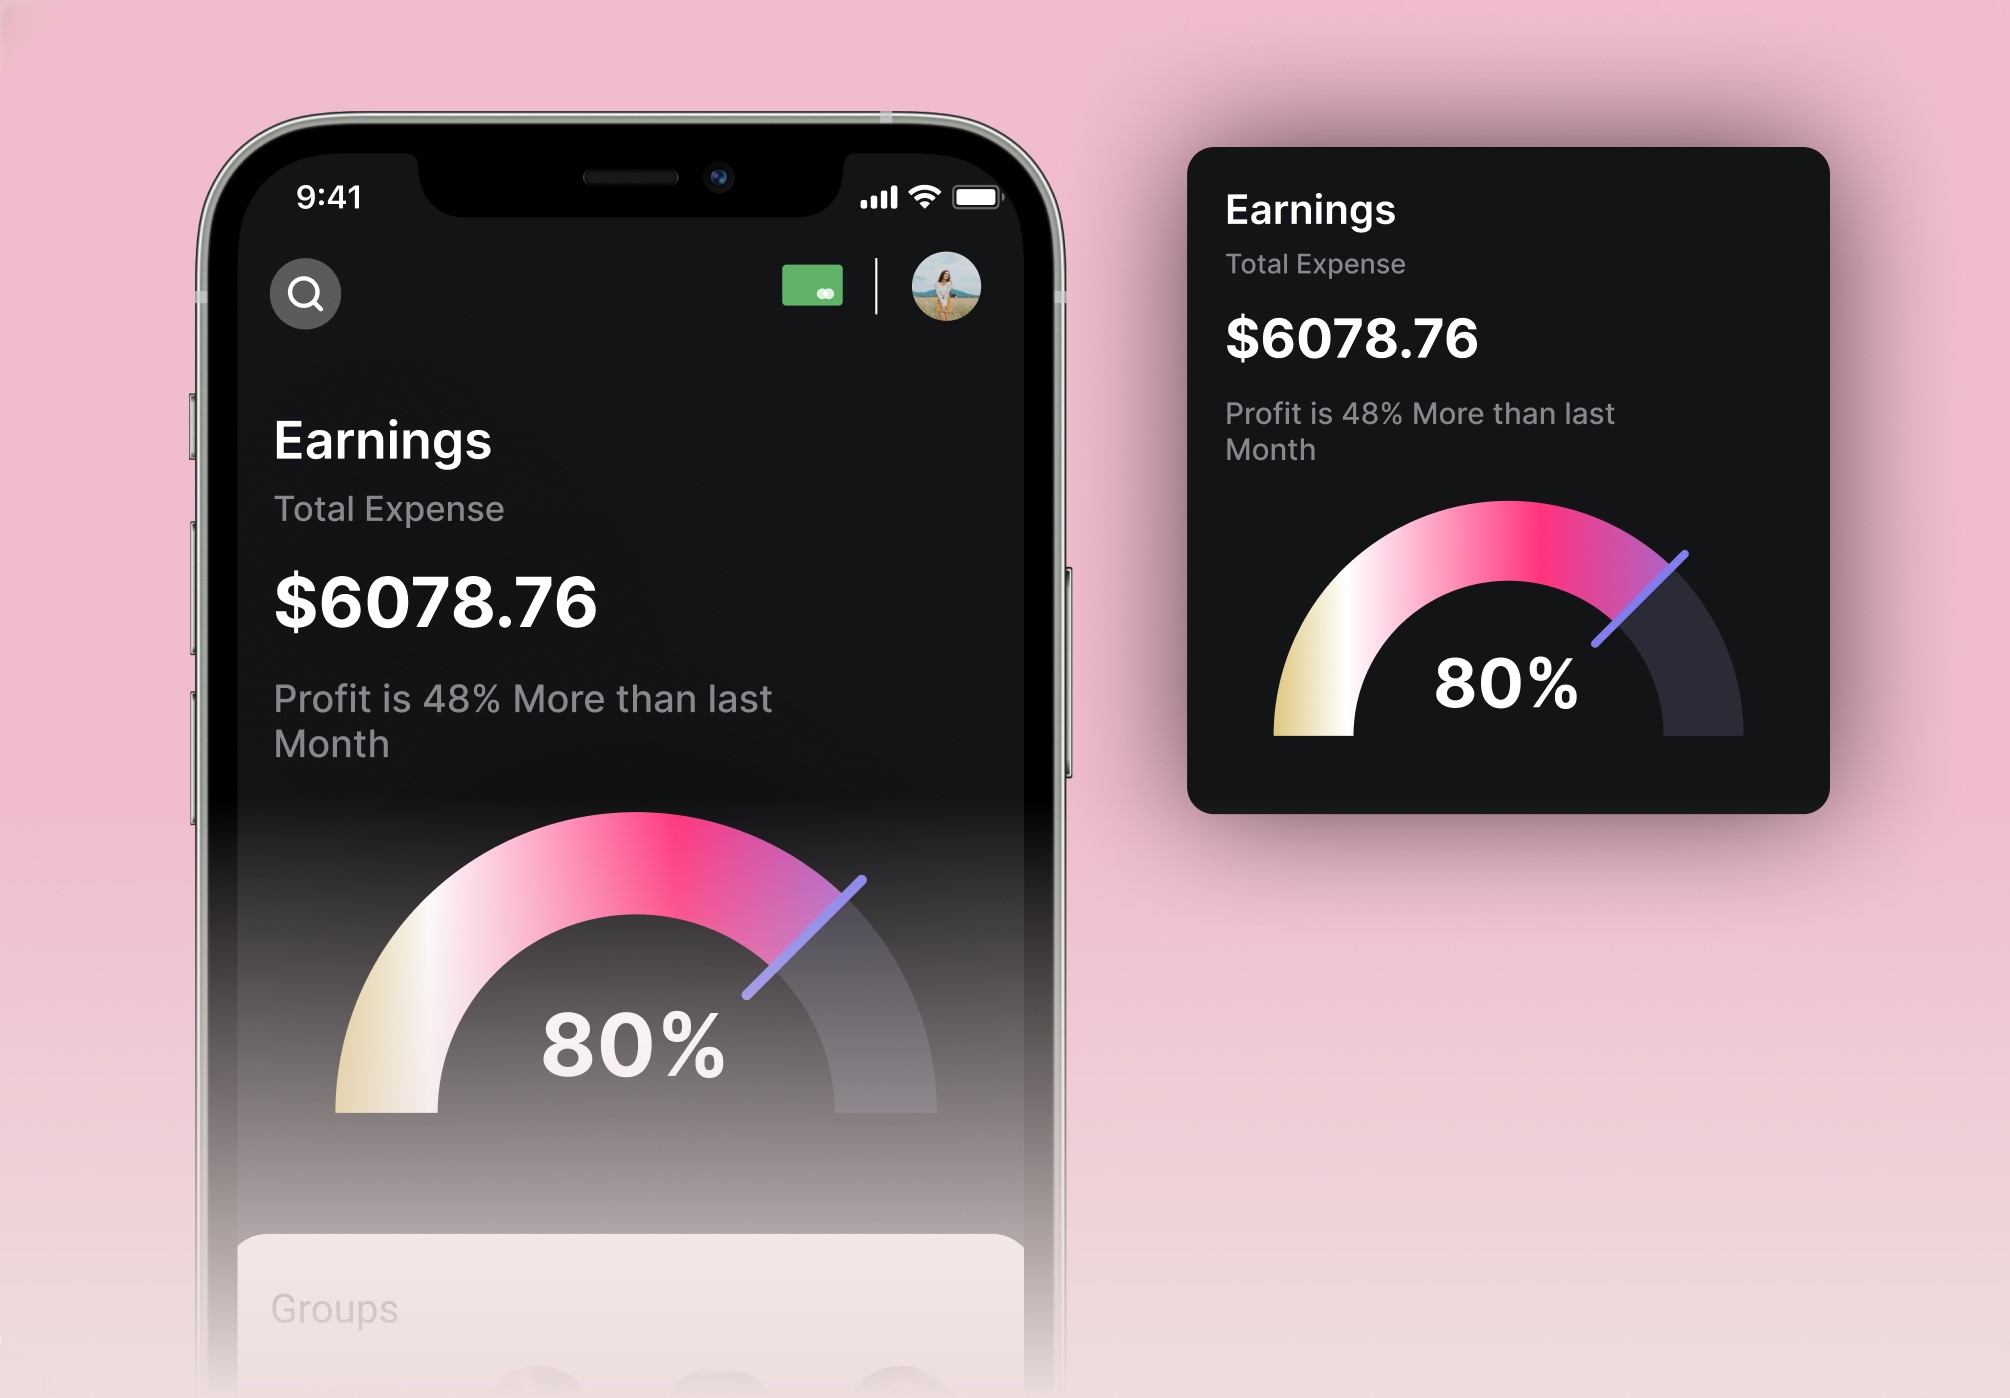 9:41
Earnings
Total Expense
$6078.76
Profit is 48% More than last
Month
80%
Groups
Earnings
Total Expense
$6078.76
Profit is 48% More than last
Month
80%